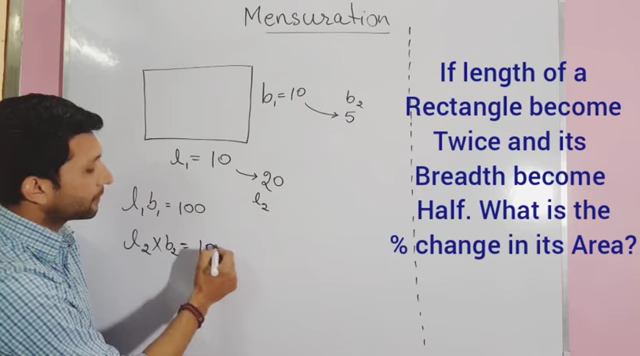 Mensuration
b₁ = 10
b₂
5
l₁ = 10
20
l₂
l₁b₁ = 100
l₂ × b₂ = 10
If length of a
Rectangle become
Twice and its
Breadth become
Half. What is the
% change in its Area?